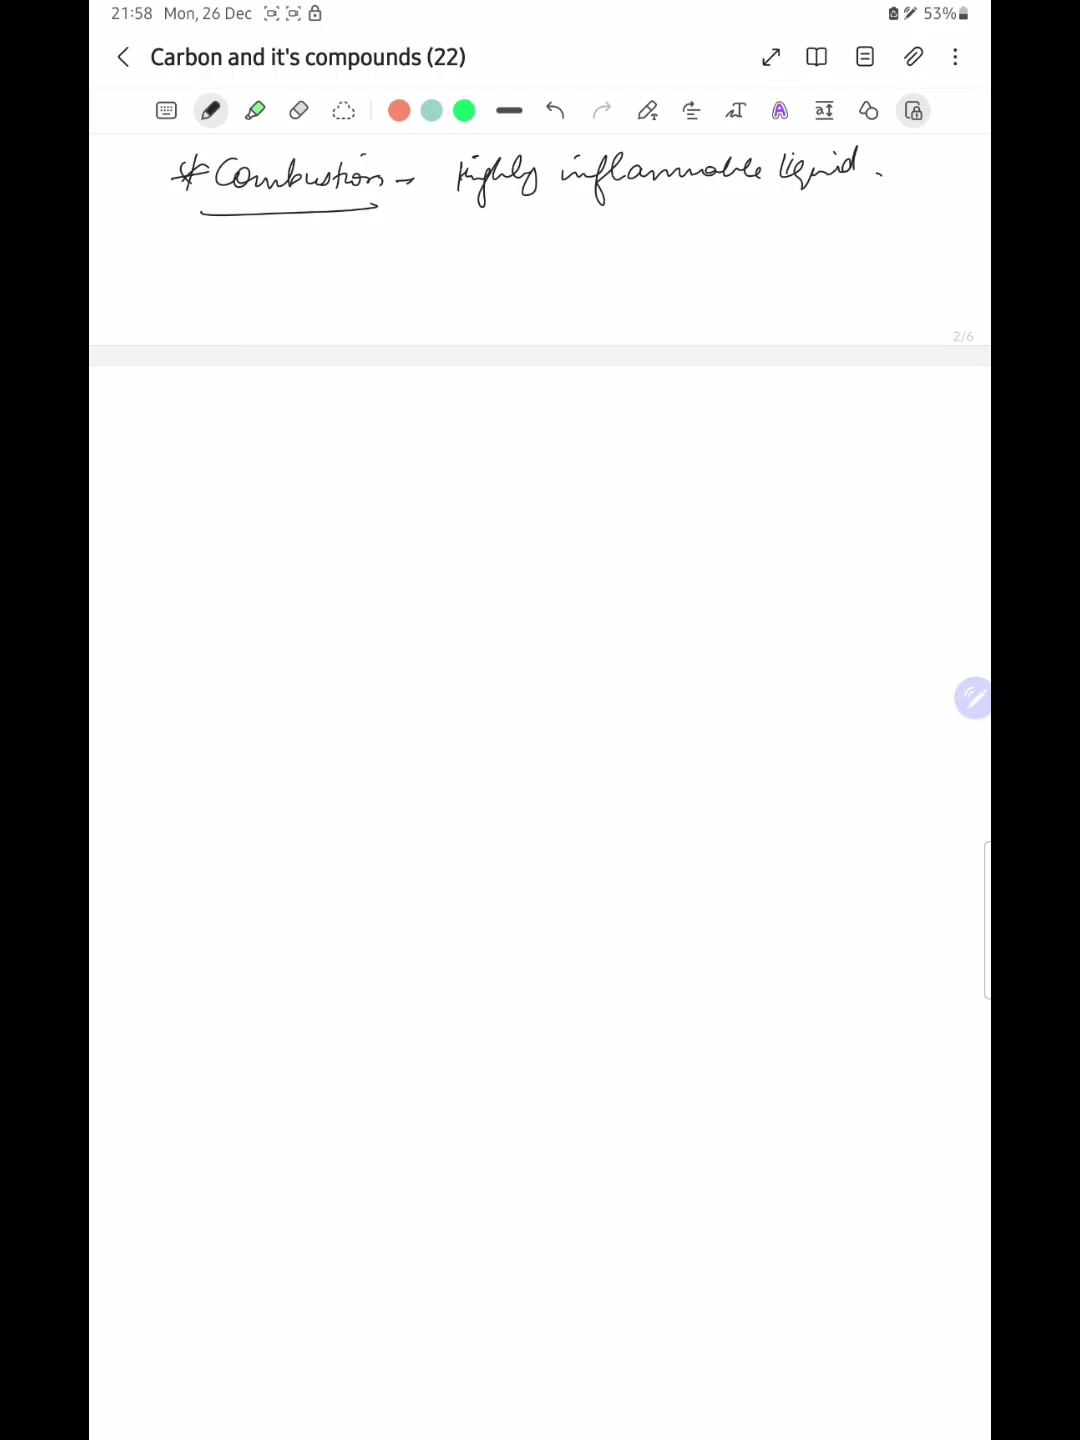 21:58 Mon, 26 Dec 53%
Carbon and it's compounds (22)
* Combustion - Highly inflammable liquid.
2/6